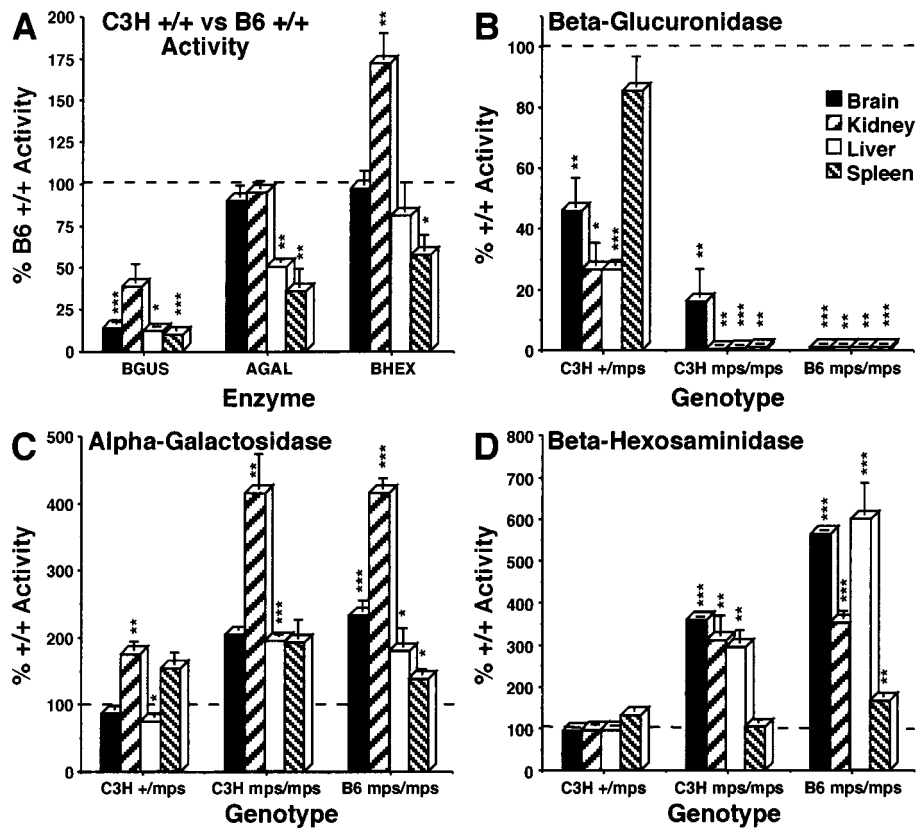 A
C3H +/+ vs B6 +/+
Activity
% B6 +/+ Activity
200
175
150
125
100
75
50
25
0
***
*
***
**
**
**
*
BGUS AGAL BHEX
Enzyme
B
Beta-Glucuronidase
% +/+ Activity
100
80
60
40
20
0
Brain
Kidney
Liver
Spleen
**
*
***
**
**
***
**
***
**
**
***
C3H +/mps C3H mps/mps B6 mps/mps
Genotype
C
Alpha-Galactosidase
% +/+ Activity
500
400
300
200
100
0
**
*
**
***
***
***
*
*
C3H +/mps C3H mps/mps B6 mps/mps
Genotype
D
Beta-Hexosaminidase
% +/+ Activity
800
700
600
500
400
300
200
100
0
***
**
**
***
***
***
**
C3H +/mps C3H mps/mps B6 mps/mps
Genotype